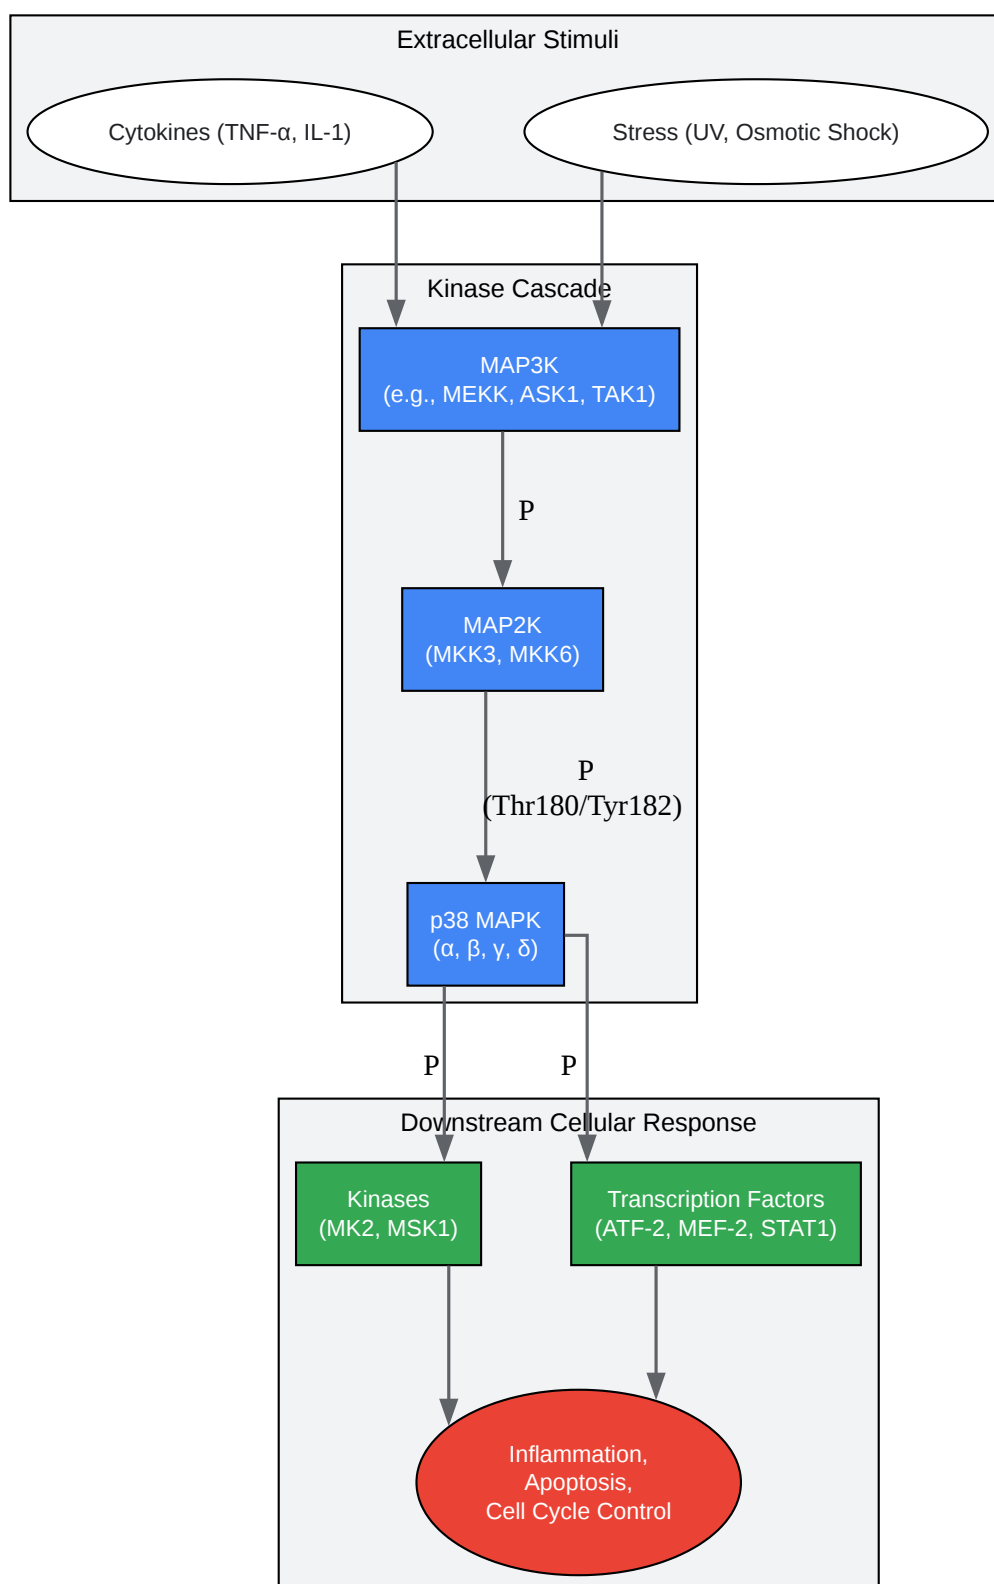 Extracellular Stimuli
Cytokines (TNF-α, IL-1)
Stress (UV, Osmotic Shock)
Kinase Cascade
MAP3K
(e.g., MEKK, ASK1, TAK1)
P
MAP2K
(MKK3, MKK6)
P
(Thr180/Tyr182)
p38 MAPK
(α, β, γ, δ)
P
P
Downstream Cellular Response
Kinases
(MK2, MSK1)
Transcription Factors
(ATF-2, MEF-2, STAT1)
Inflammation,
Apoptosis,
Cell Cycle Control